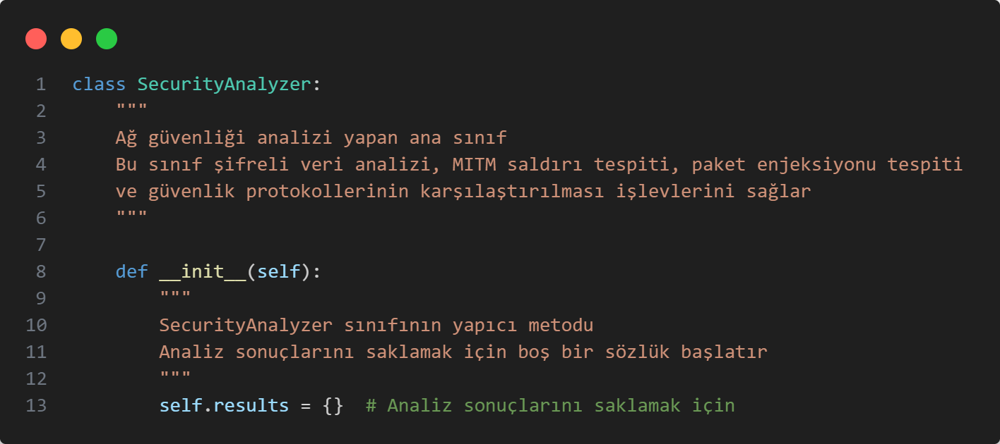 1 class SecurityAnalyzer:
2 """
3 Ağ güvenliği analizi yapan ana sınıf
4 Bu sınıf şifreli veri analizi, MITM saldırı tespiti, paket enjeksiyonu tespiti
5 ve güvenlik protokollerinin karşılaştırılması işlevlerini sağlar
6 """
7
8 def __init__(self):
9 """
10 SecurityAnalyzer sınıfının yapıcı metodu
11 Analiz sonuçlarını saklamak için boş bir sözlük başlatır
12 """
13 self.results = {}  # Analiz sonuçlarını saklamak için